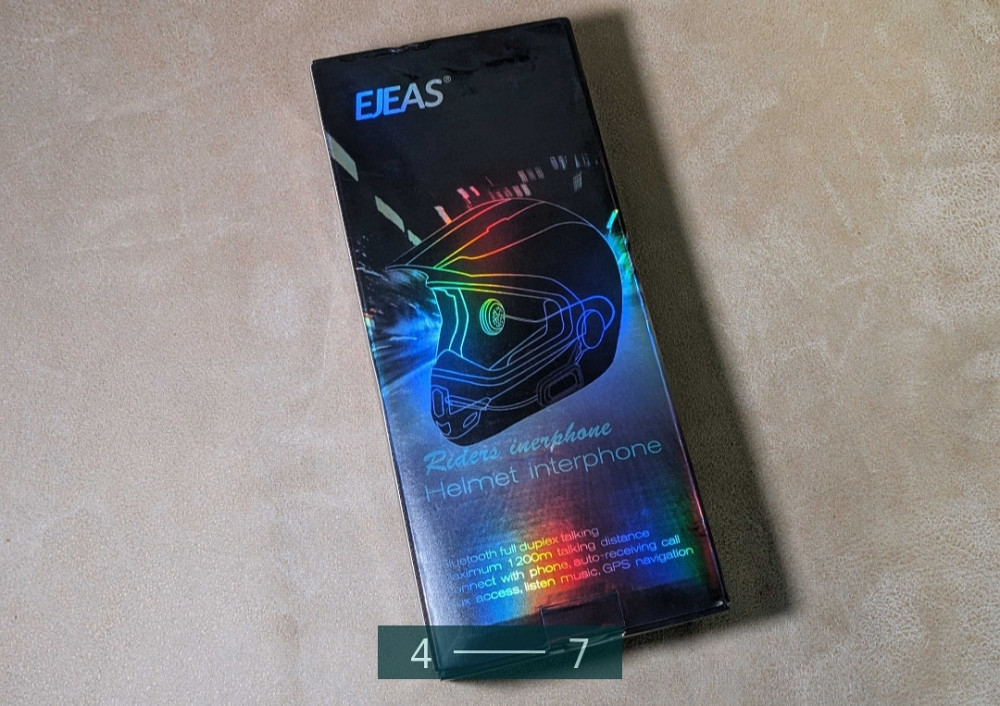 EJEAS®
Riders inerphone
Helmet interphone
full duplex talking
1200m talking distance
with phone, auto-receiving call
access, listen music, GPS navigation
4 7